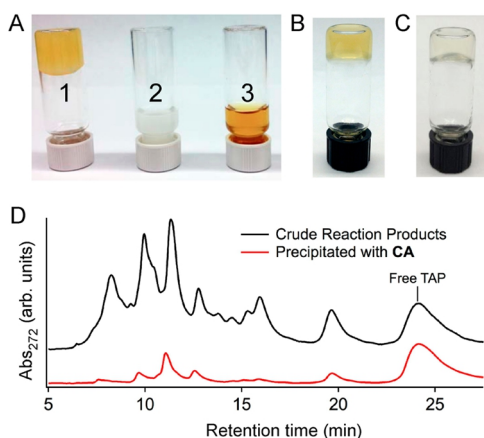 A
B
C
1
2
3
D
Crude Reaction Products
Precipitated with CA
Free TAP
Abs272 (arb. units)
5
10
15
20
25
Retention time (min)